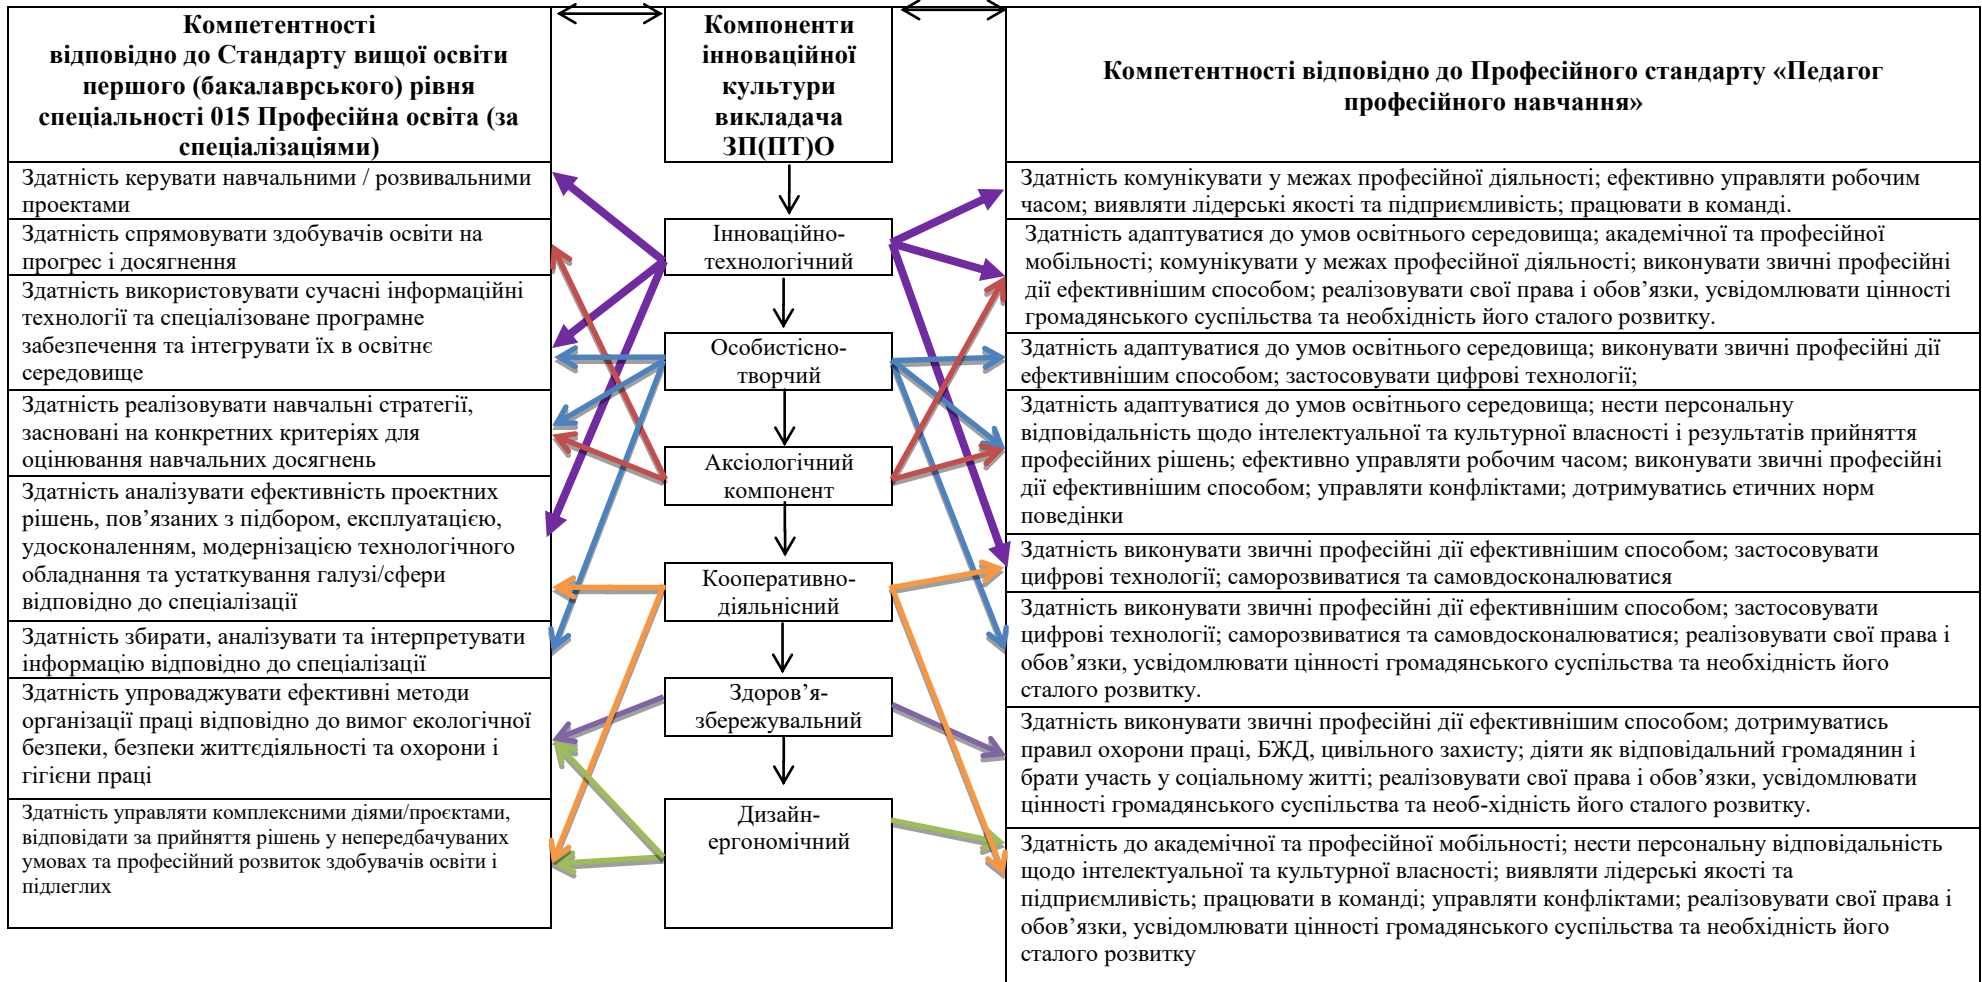 Компетентності
відповідно до Стандарту вищої освіти
першого (бакалаврського) рівня
спеціальності 015 Професійна освіта (за
спеціалізаціями)
Здатність керувати навчальними / розвивальними
проектами
Здатність спрямовувати здобувачів освіти на
прогрес і досягнення
Здатність використовувати сучасні інформаційні
технології та спеціалізоване програмне
забезпечення та інтегрувати їх в освітнє
середовище
Здатність реалізовувати навчальні стратегії,
засновані на конкретних критеріях для
оцінювання навчальних досягнень
Здатність аналізувати ефективність проектних
рішень, пов’язаних з підбором, експлуатацією,
удосконаленням, модернізацією технологічного
обладнання та устаткування галузі/сфери
відповідно до спеціалізації
Здатність збирати, аналізувати та інтерпретувати
інформацію відповідно до спеціалізації
Здатність упроваджувати ефективні методи
організації праці відповідно до вимог екологічної
безпеки, безпеки життєдіяльності та охорони і
гігієни праці
Здатність управляти комплексними діями/проєктами,
відповідати за прийняття рішень у непередбачуваних
умовах та професійний розвиток здобувачів освіти і
підлеглих
Компоненти
інноваційної
культури
викладача
ЗП(ПТ)О
Інноваційно-
технологічний
Особистісно-
творчий
Аксіологічний
компонент
Кооперативно-
діяльнісний
Здоров’я-
збережувальний
Дизайн-
ергономічний
Компетентності відповідно до Професійного стандарту «Педагог
професійного навчання»
Здатність комунікувати у межах професійної діяльності; ефективно управляти робочим
часом; виявляти лідерські якості та підприємливість; працювати в команді.
Здатність адаптуватися до умов освітнього середовища; академічної та професійної
мобільності; комунікувати у межах професійної діяльності; виконувати звичні професійні
дії ефективнішим способом; реалізовувати свої права і обов’язки, усвідомлювати цінності
громадянського суспільства та необхідність його сталого розвитку.
Здатність адаптуватися до умов освітнього середовища; виконувати звичні професійні дії
ефективнішим способом; застосовувати цифрові технології;
Здатність адаптуватися до умов освітнього середовища; нести персональну
відповідальність щодо інтелектуальної та культурної власності і результатів прийняття
професійних рішень; ефективно управляти робочим часом; виконувати звичні професійні
дії ефективнішим способом; управляти конфліктами; дотримуватись етичних норм
поведінки
Здатність виконувати звичні професійні дії ефективнішим способом; застосовувати
цифрові технології; саморозвиватися та самовдосконалюватися
Здатність виконувати звичні професійні дії ефективнішим способом; застосовувати
цифрові технології; саморозвиватися та самовдосконалюватися; реалізовувати свої права і
обов’язки, усвідомлювати цінності громадянського суспільства та необхідність його
сталого розвитку.
Здатність виконувати звичні професійні дії ефективнішим способом; дотримуватись
правил охорони праці, БЖД, цивільного захисту; діяти як відповідальний громадянин і
брати участь у соціальному житті; реалізовувати свої права і обов’язки, усвідомлювати
цінності громадянського суспільства та необ-хідність його сталого розвитку.
Здатність до академічної та професійної мобільності; нести персональну відповідальність
щодо інтелектуальної та культурної власності; виявляти лідерські якості та
підприємливість; працювати в команді; управляти конфліктами; реалізовувати свої права і
обов’язки, усвідомлювати цінності громадянського суспільства та необхідність його
сталого розвитку